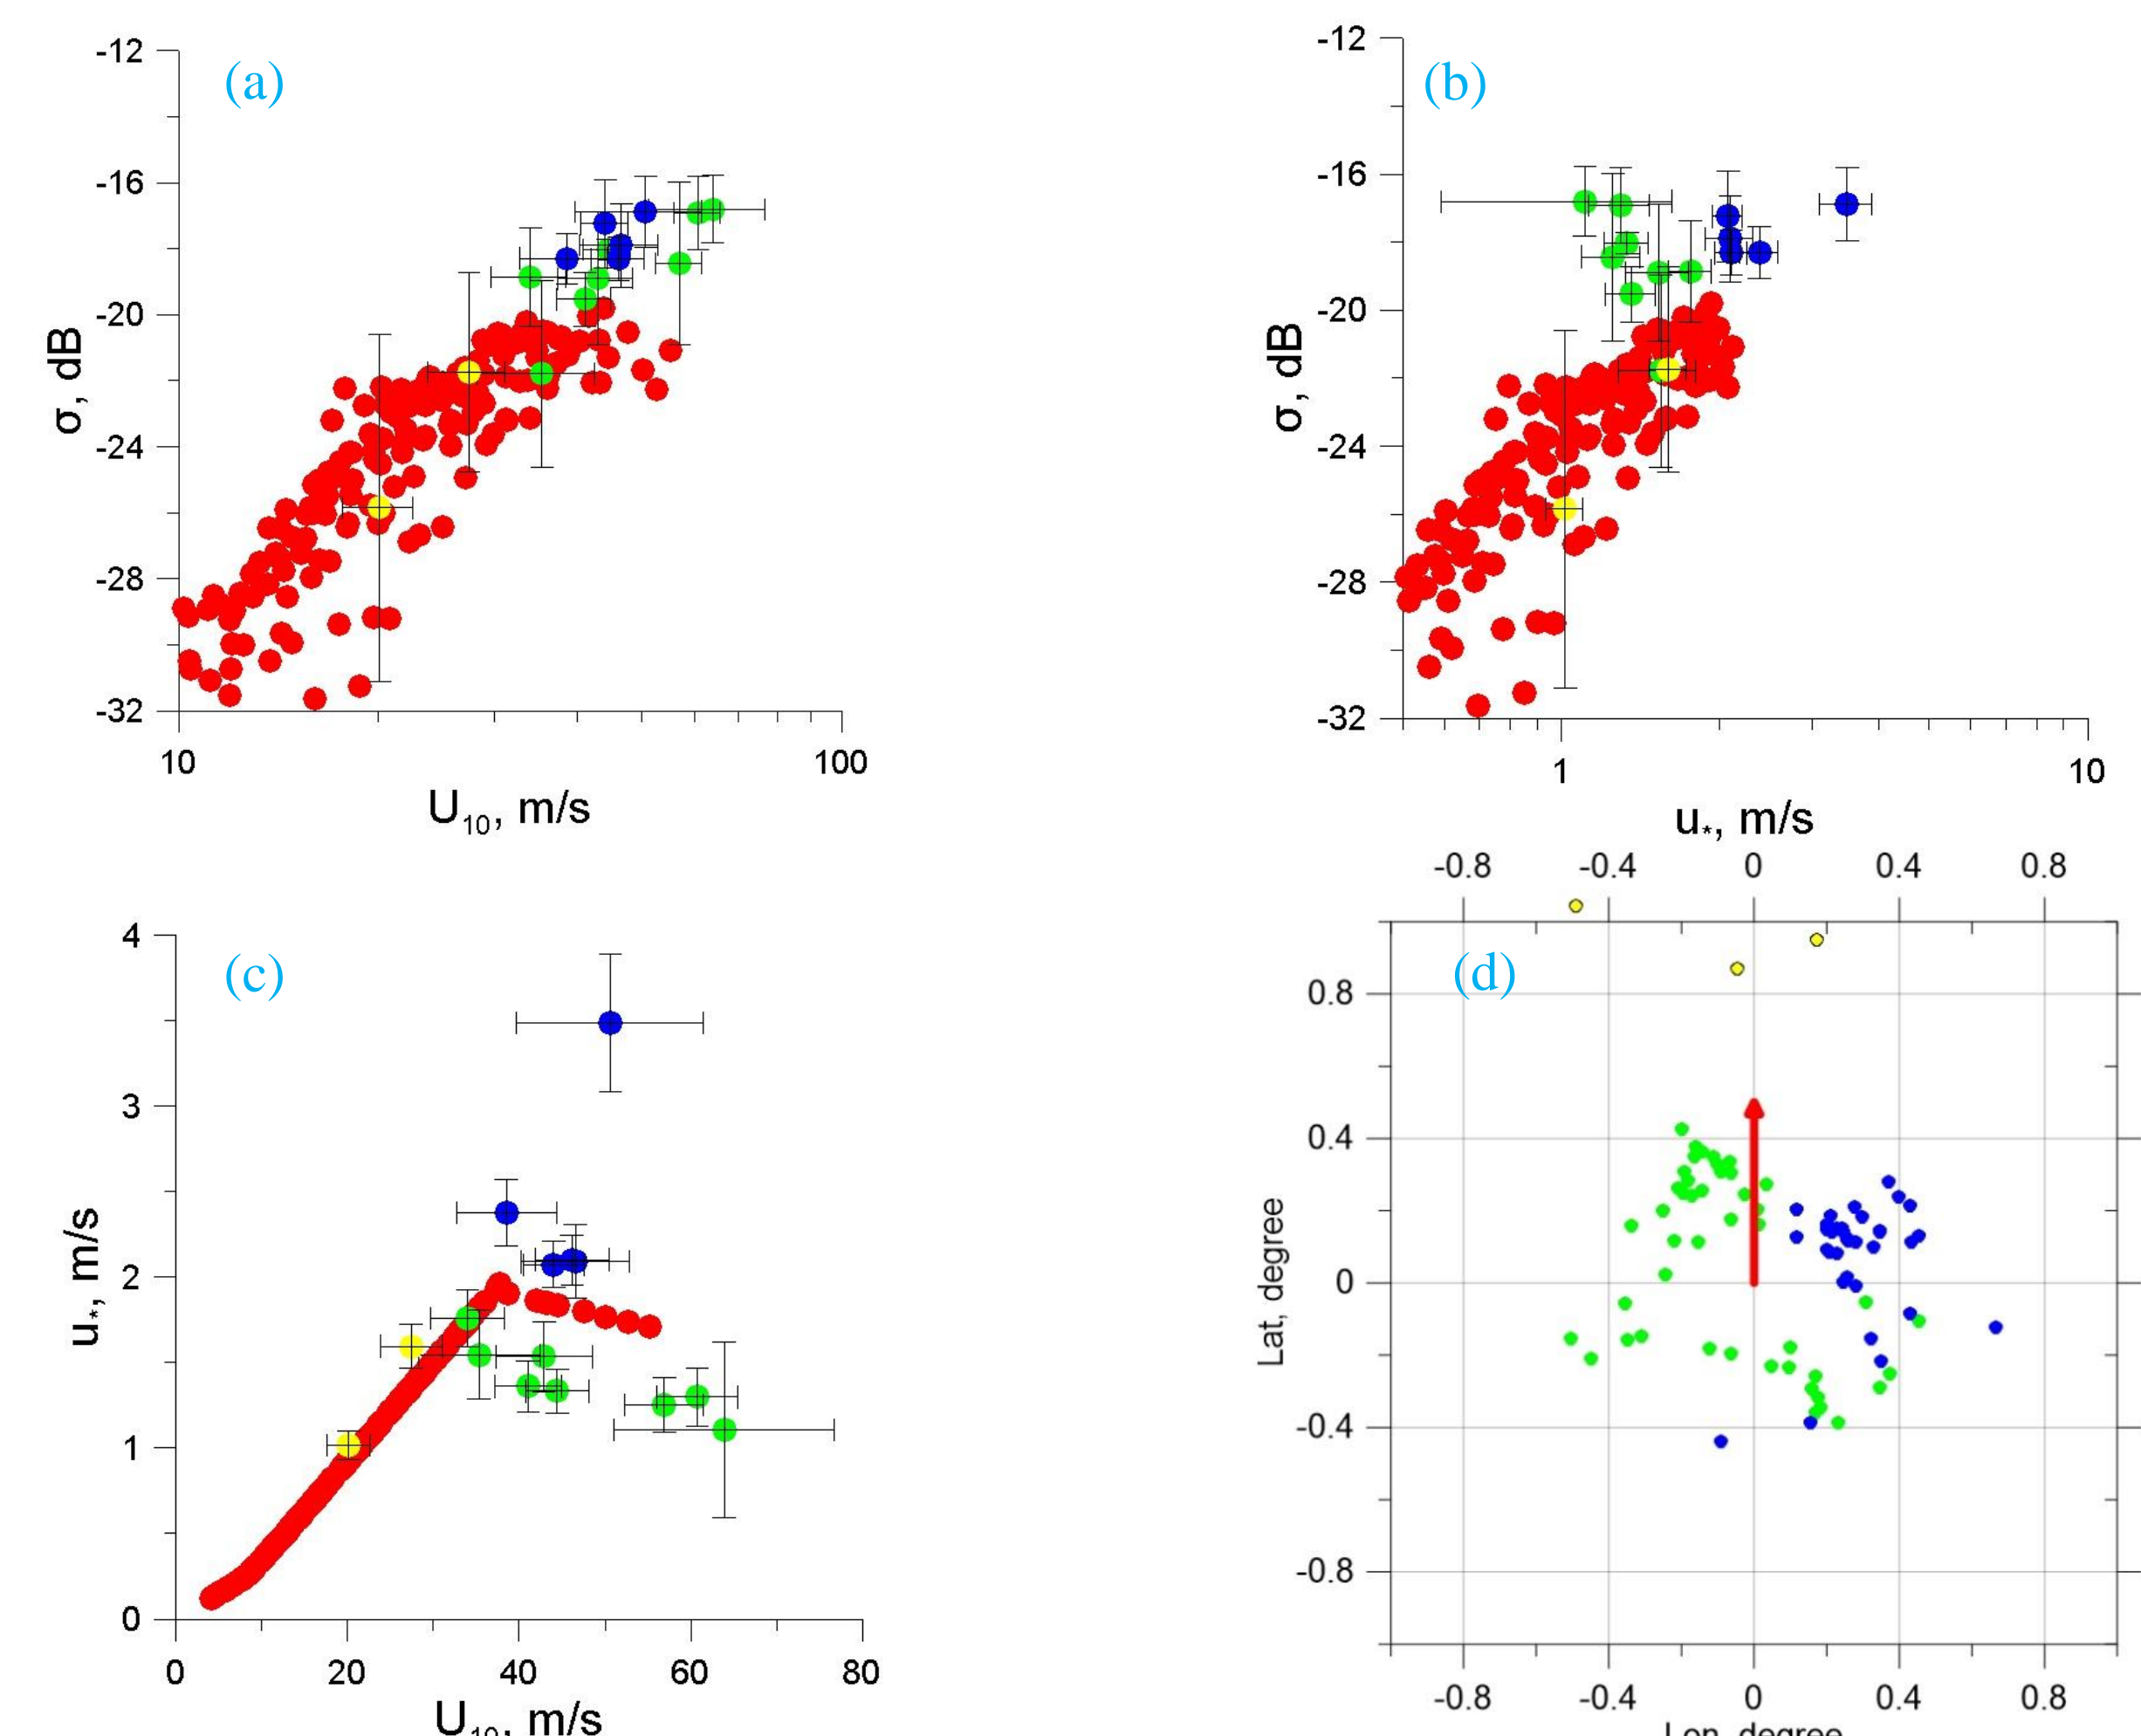 (a)
-12
-16
-20
-24
-28
-32
σ, dB
10
100
U₁₀, m/s
(b)
-12
-16
-20
-24
-28
-32
σ, dB
1
10
u*, m/s
(c)
4
3
2
1
0
u*, m/s
0 20 40 60 80
U₁₀, m/s
-0.8 -0.4 0 0.4 0.8
(d)
0.8
0.4
0
-0.4
-0.8
Lat, degree
-0.8 -0.4 0 0.4 0.8
Lon, degree